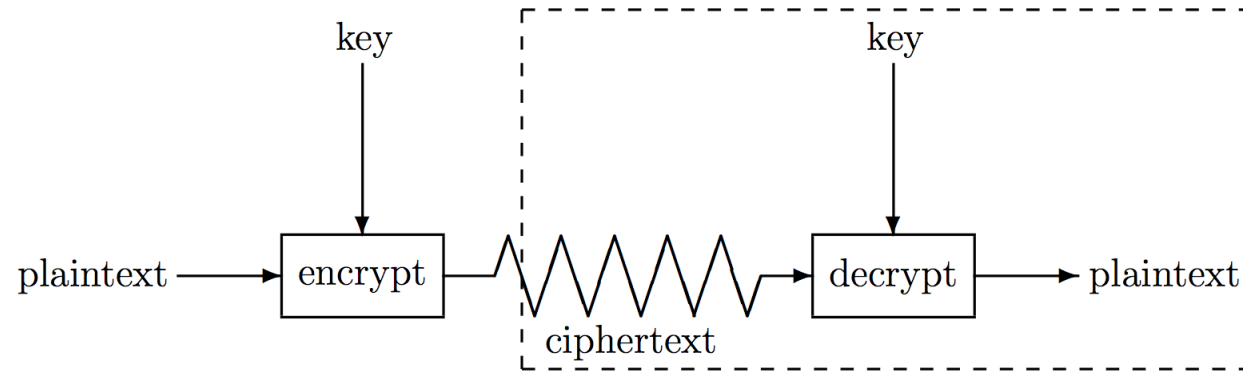 key
key
plaintext
encrypt
decrypt
plaintext
ciphertext